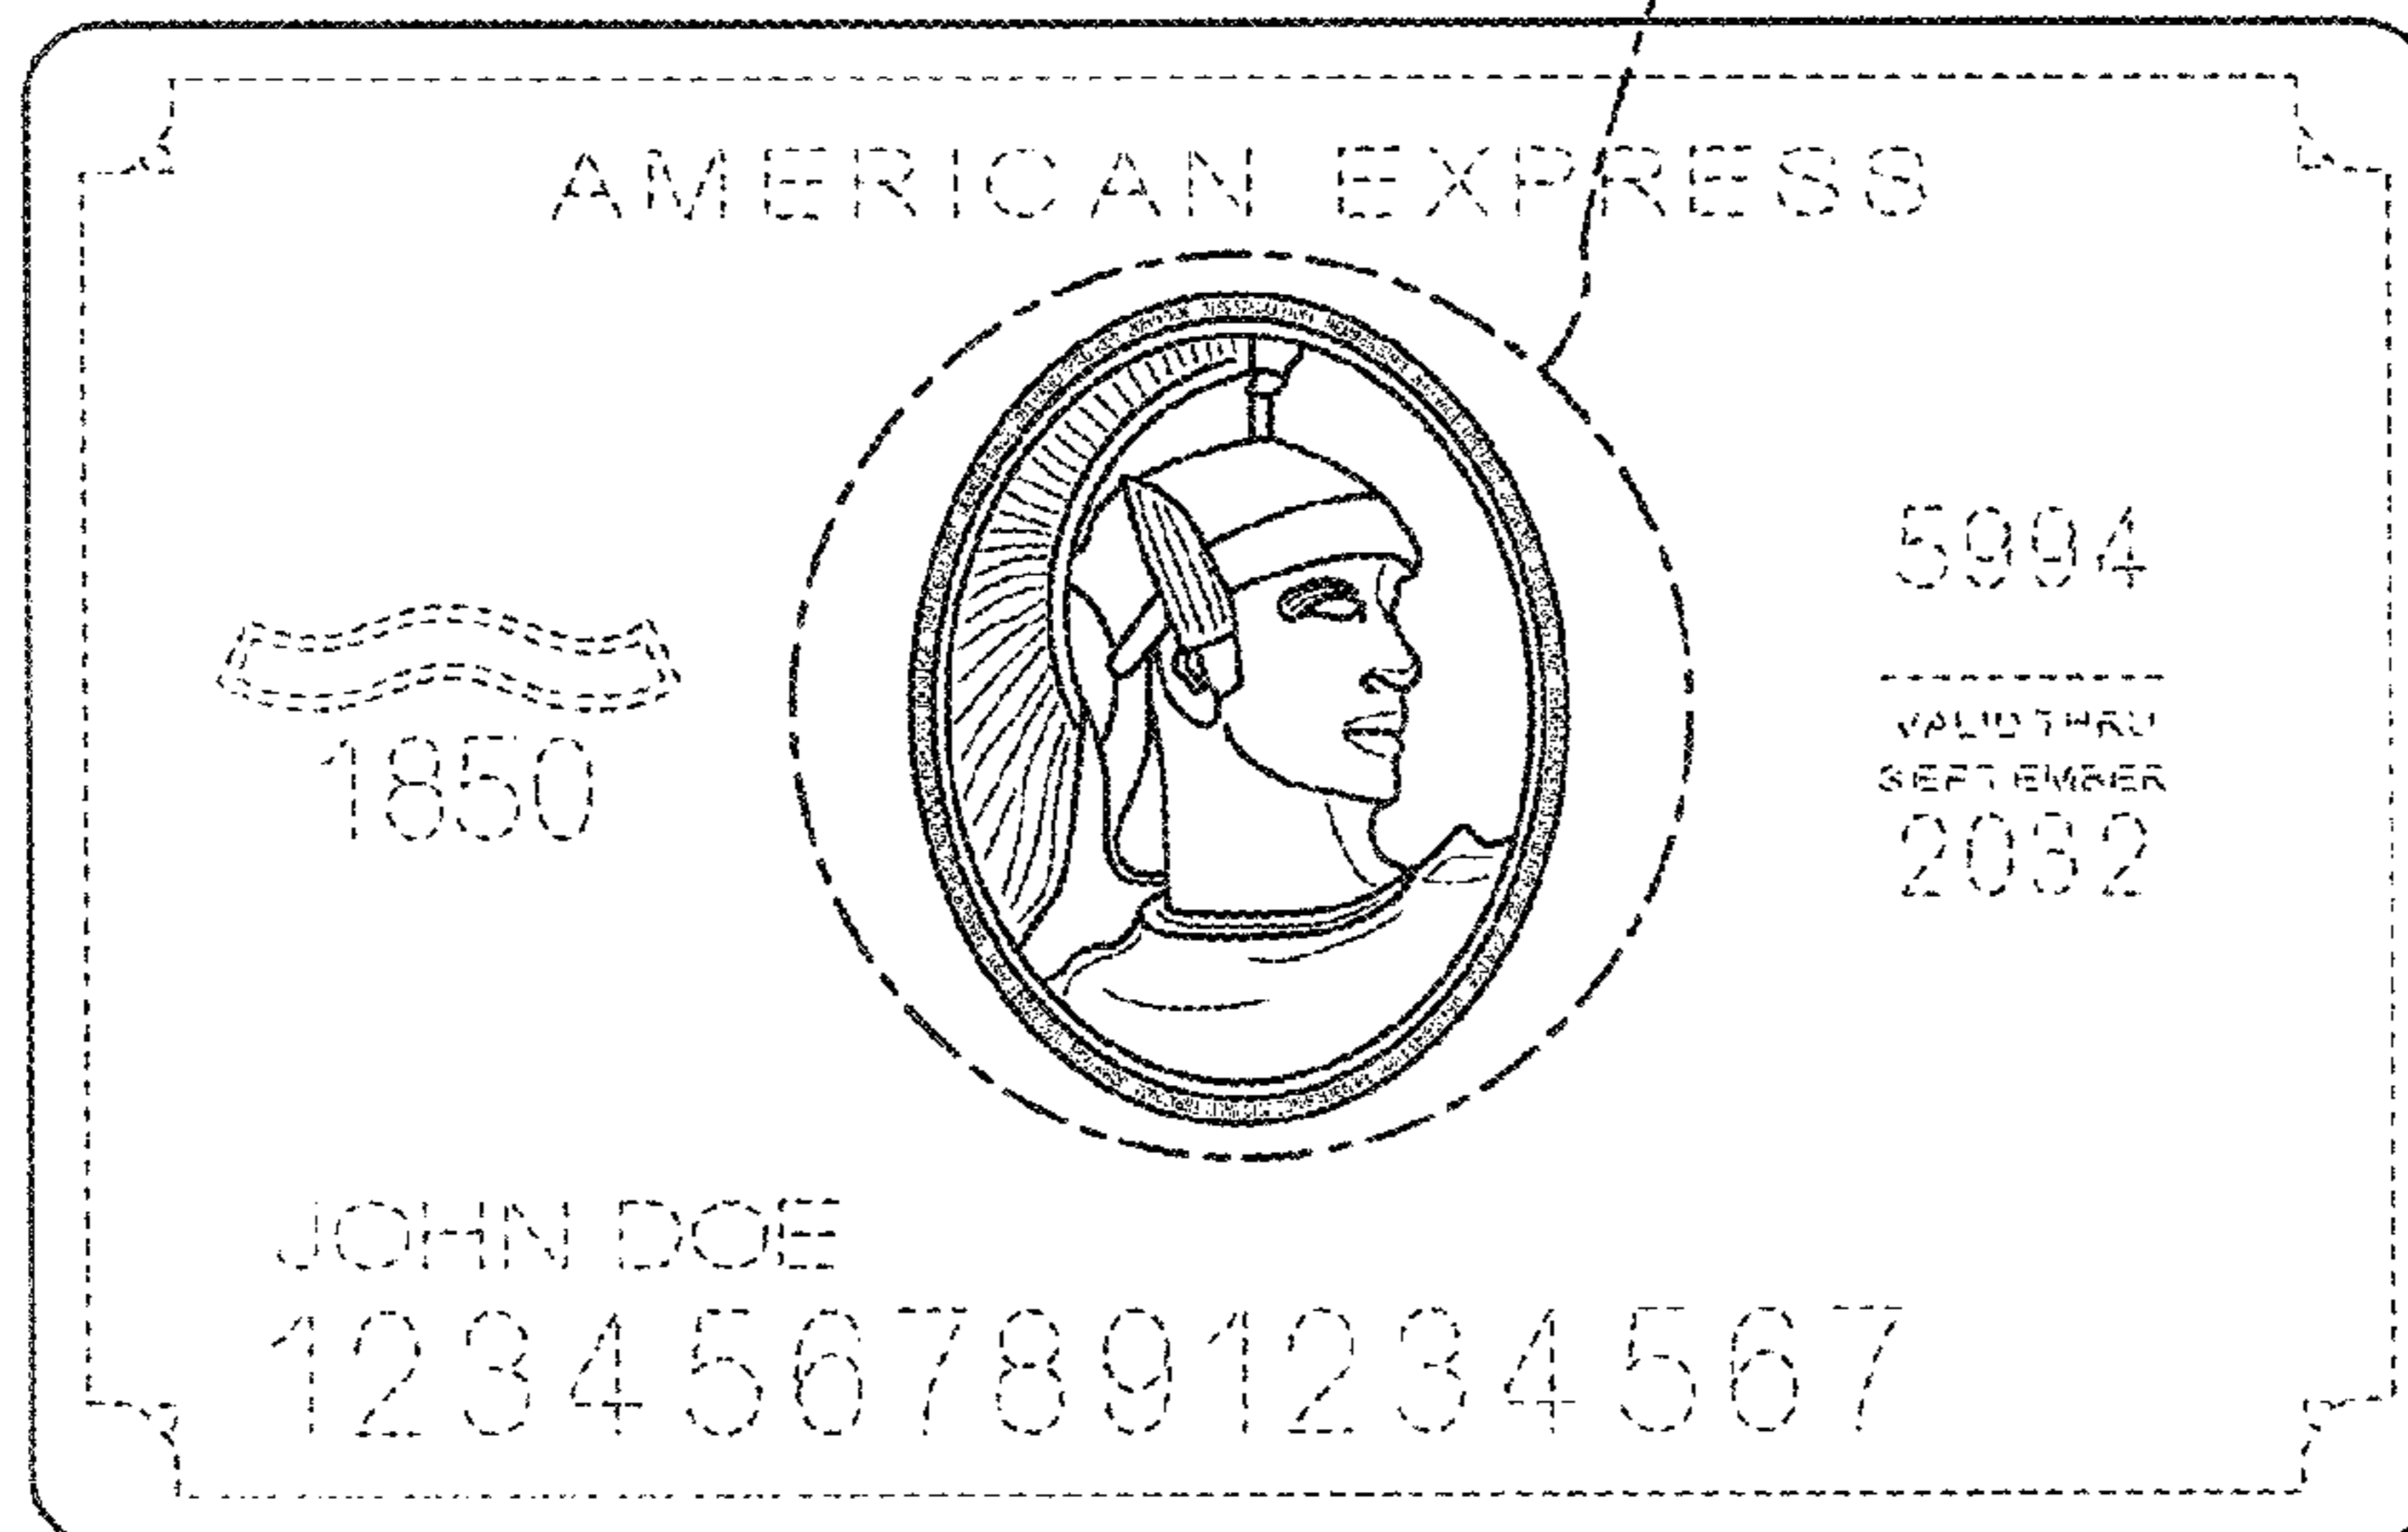 AMERICAN EXPRESS
5994
1850
VALID THRU
SEPTEMBER
2032
JOHN DOE
1234567891234567